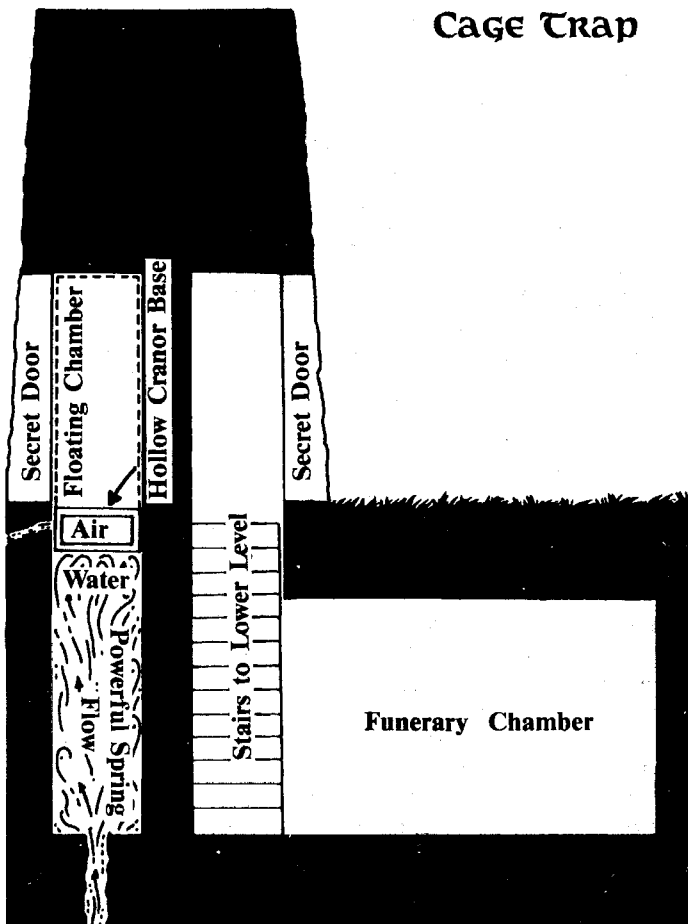 Cage Trap
Secret Door
Floating Chamber
Hollow Cranor Base
Secret Door
Air
Water
Powerful Spring
Flow
Stairs to Lower Level
Funerary Chamber